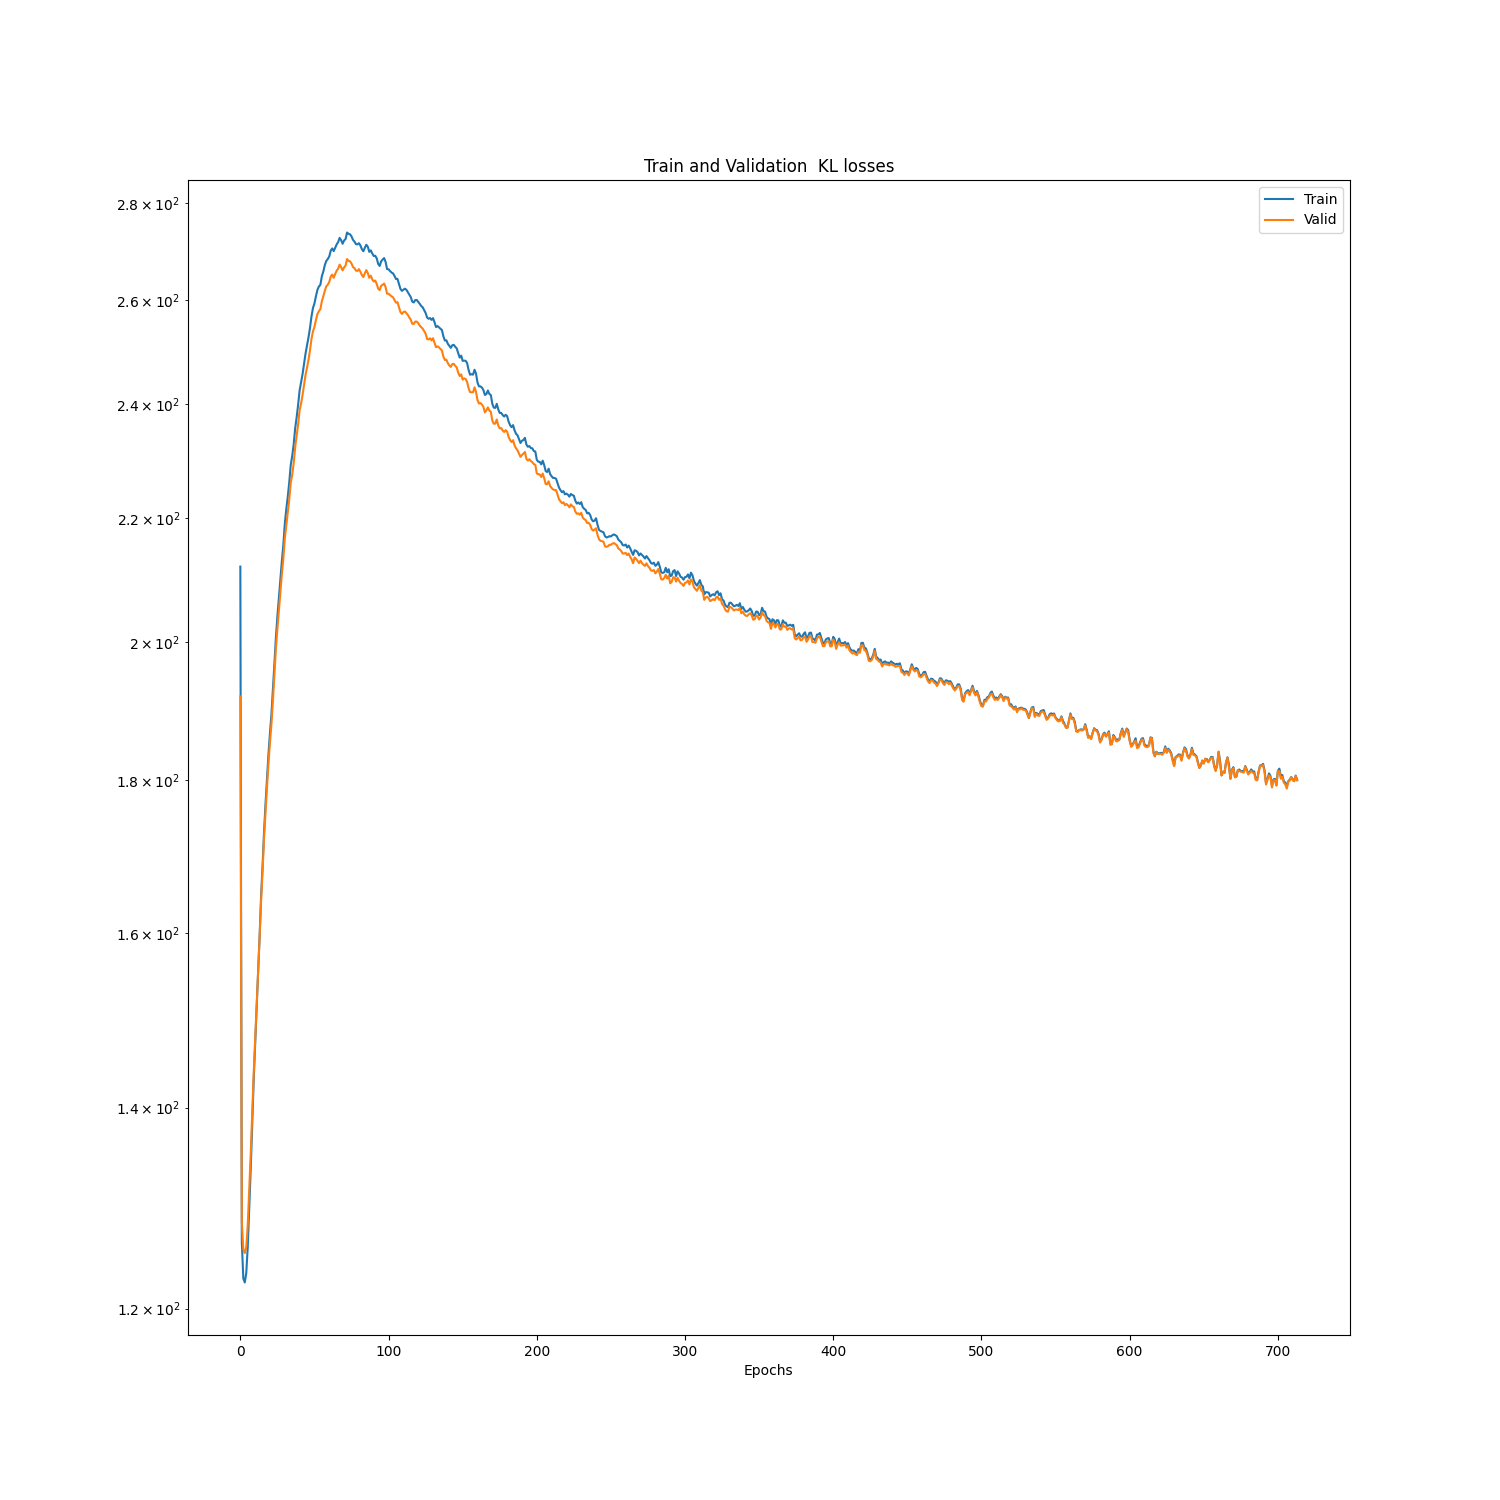 Train and Validation  KL losses
Train
Valid
2.8 × 10²
2.6 × 10²
2.4 × 10²
2.2 × 10²
2 × 10²
1.8 × 10²
1.6 × 10²
1.4 × 10²
1.2 × 10²
0 100 200 300 400 500 600 700
Epochs